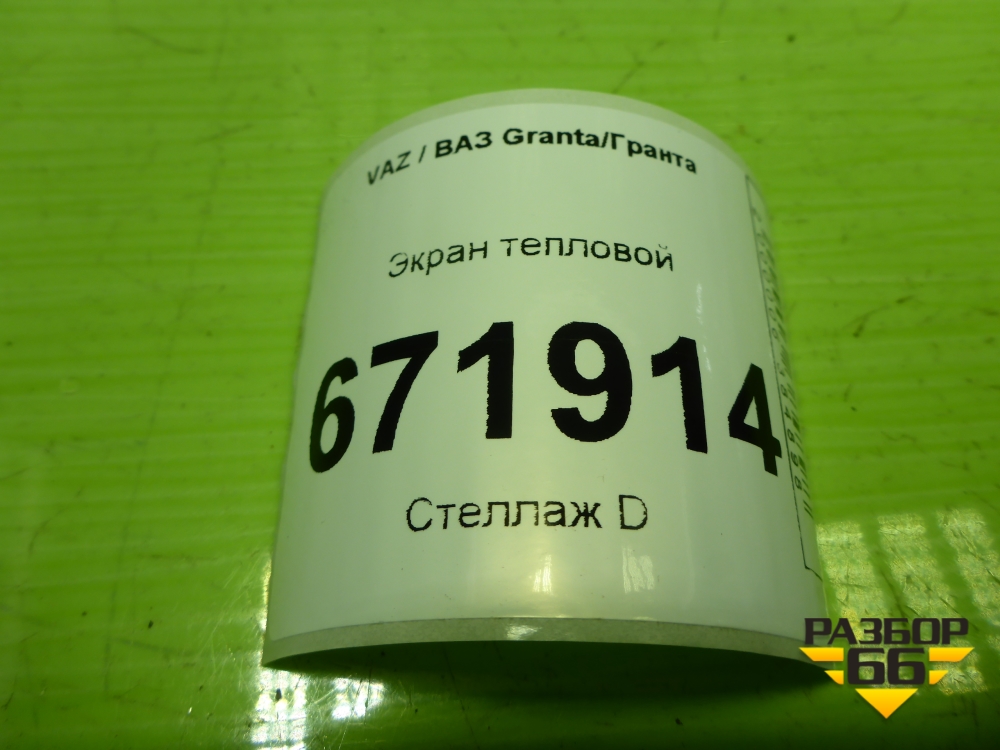 VAZ / ВАЗ Granta/Гранта
Экран тепловой
671914
Стеллаж D
РАЗБОР
66